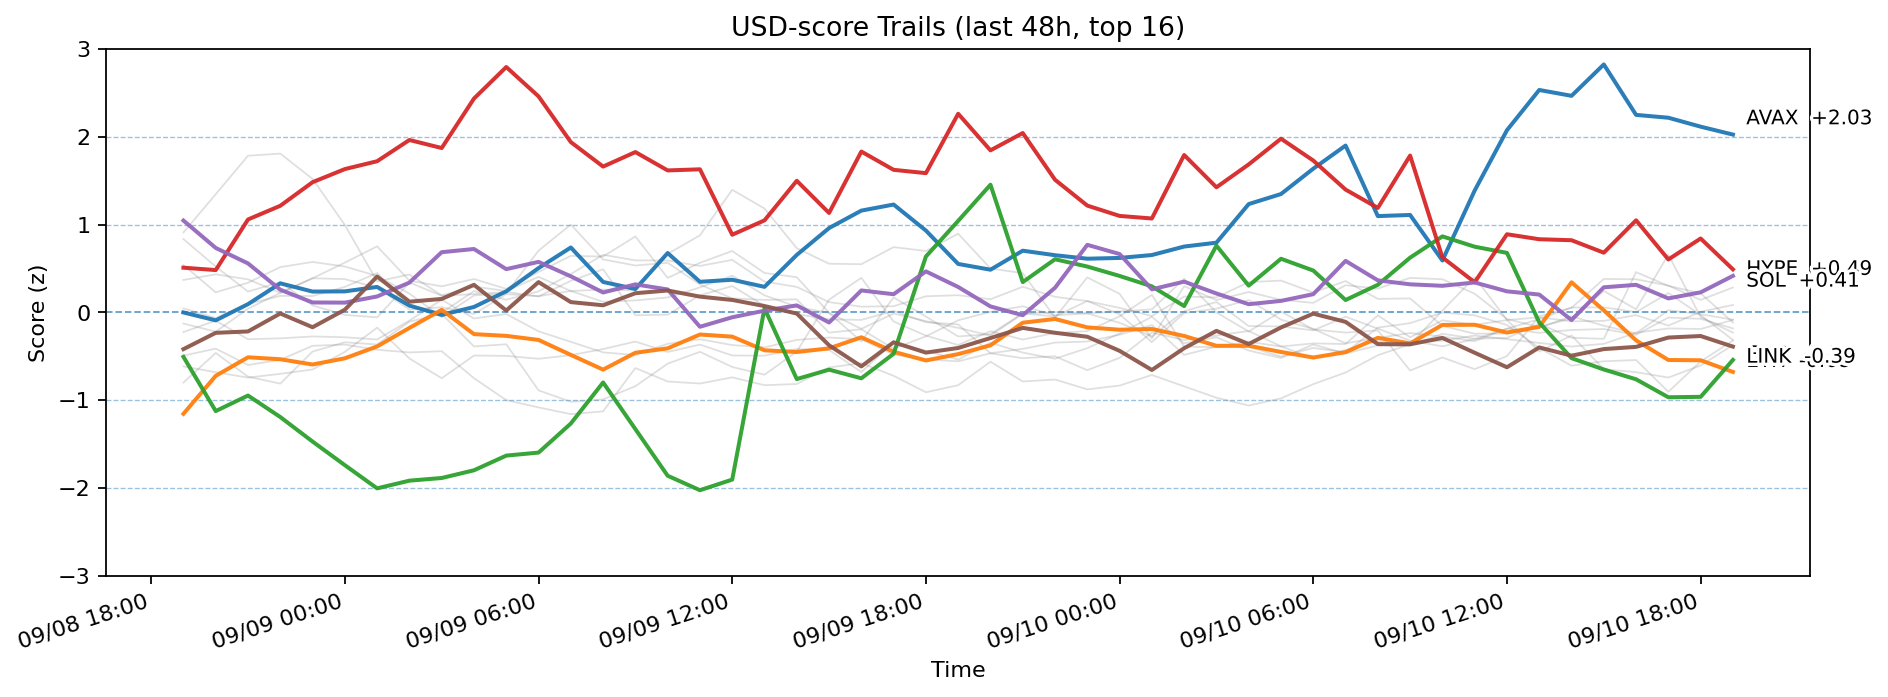 USD-score Trails (last 48h, top 16)
Score (z)
3
2
1
0
−1
−2
−3
AVAX +2.03
HYPE +0.49
SOL +0.41
LINK -0.39
09/08 18:00
09/09 00:00
09/09 06:00
09/09 12:00
09/09 18:00
09/10 00:00
09/10 06:00
09/10 12:00
09/10 18:00
Time